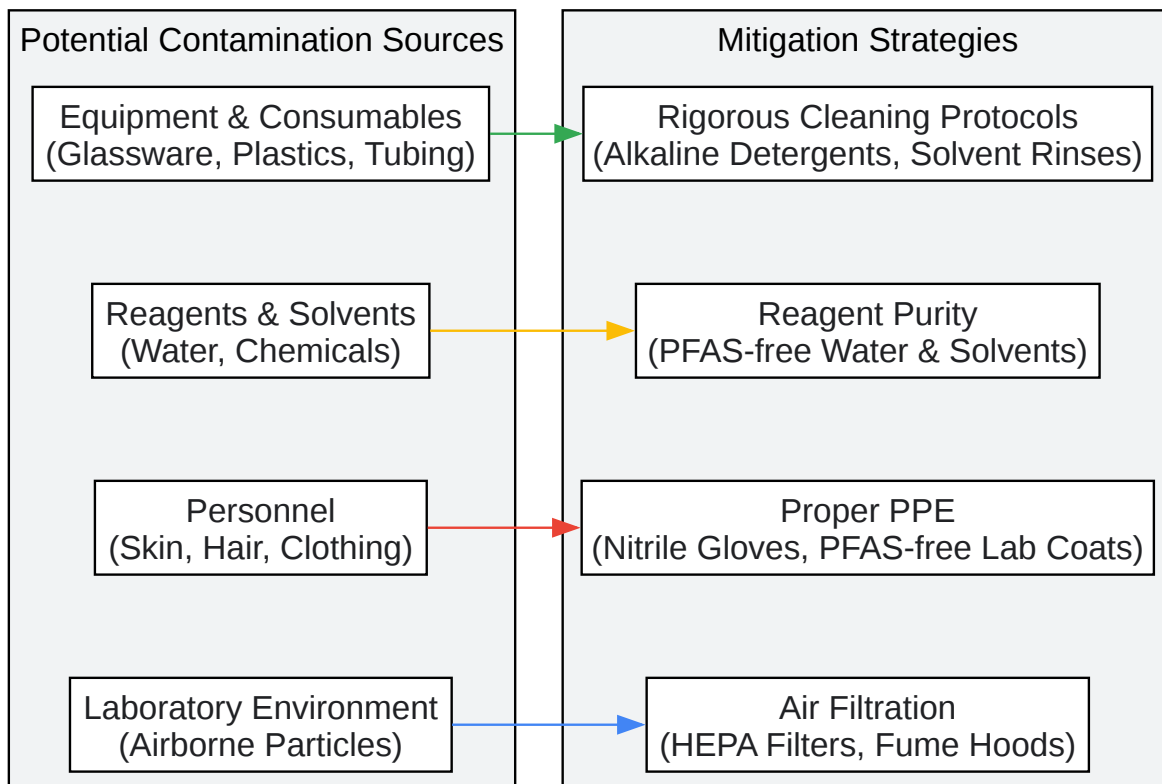 Potential Contamination Sources
Mitigation Strategies
Equipment & Consumables
(Glassware, Plastics, Tubing)
Rigorous Cleaning Protocols
(Alkaline Detergents, Solvent Rinses)
Reagents & Solvents
(Water, Chemicals)
Reagent Purity
(PFAS-free Water & Solvents)
Personnel
(Skin, Hair, Clothing)
Proper PPE
(Nitrile Gloves, PFAS-free Lab Coats)
Laboratory Environment
(Airborne Particles)
Air Filtration
(HEPA Filters, Fume Hoods)